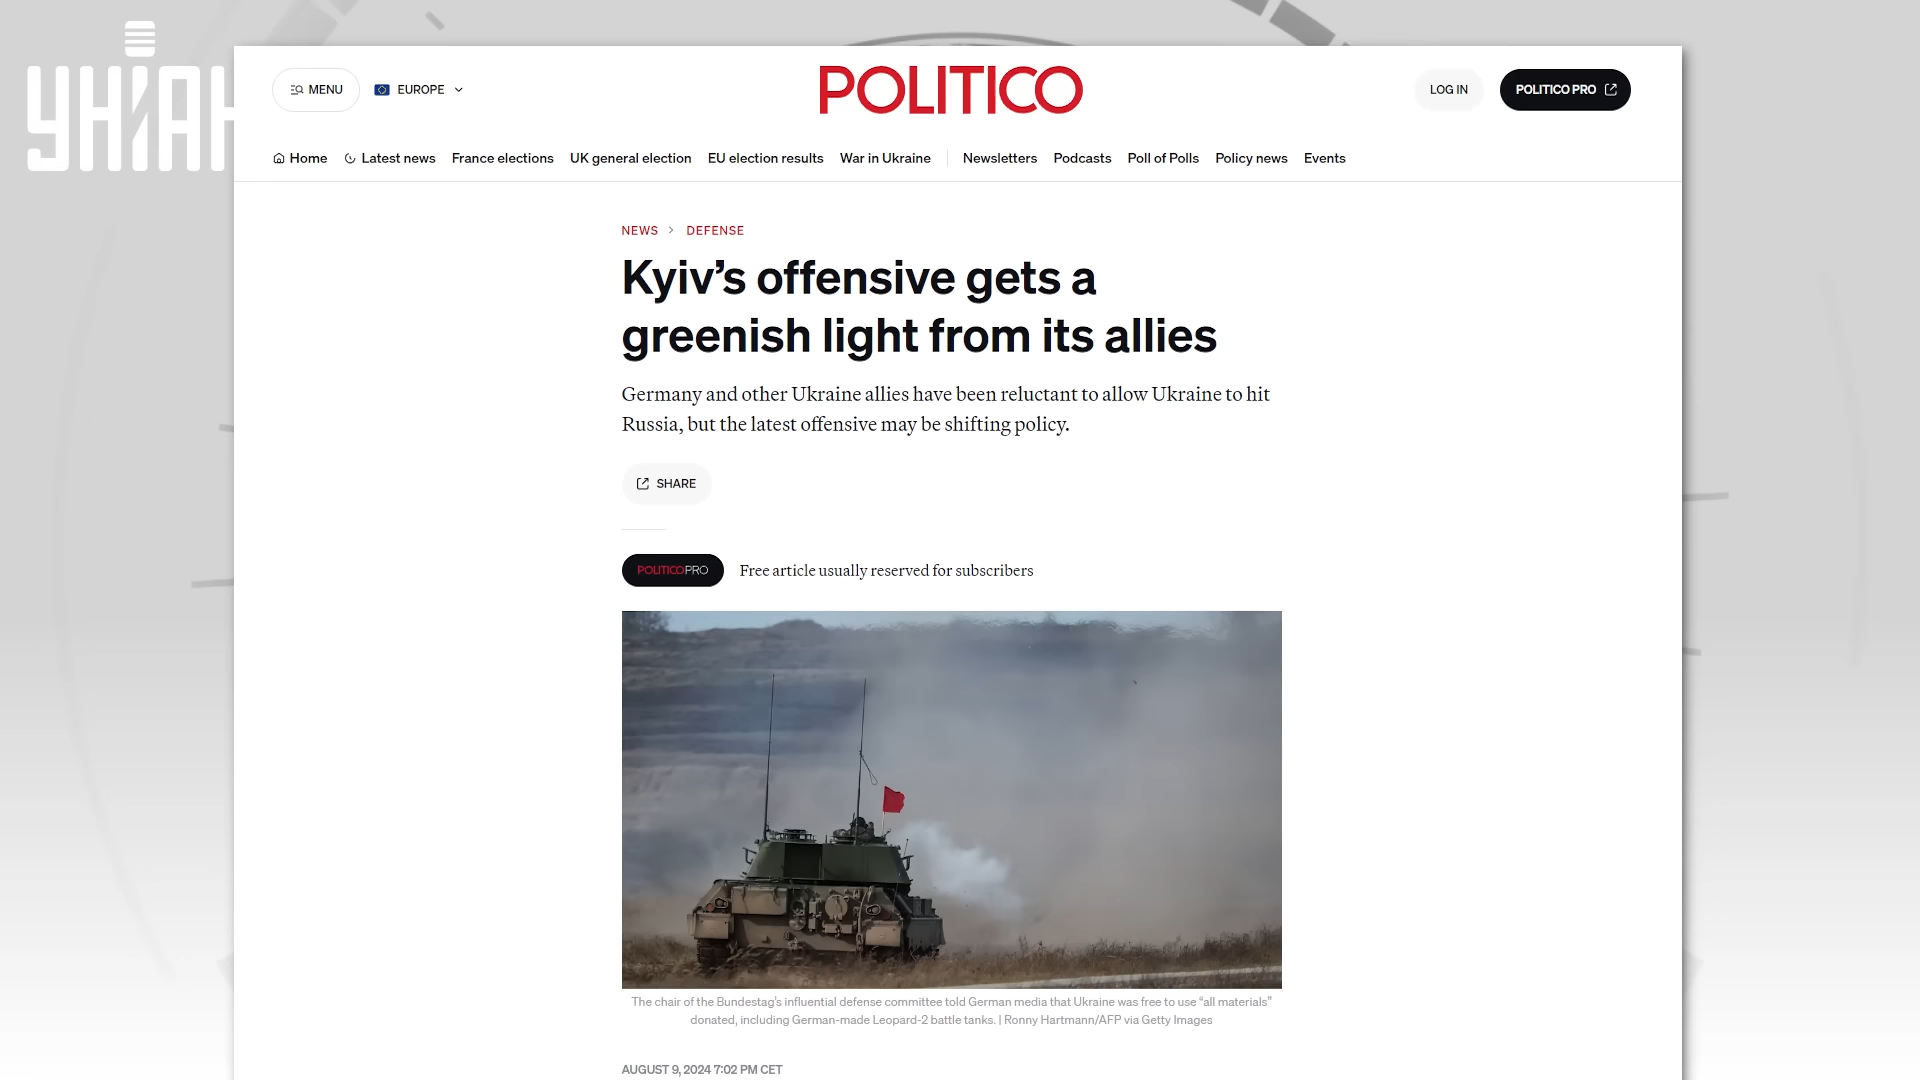 УНІАН
MENU
EUROPE
POLITICO
LOG IN
POLITICO PRO
Home
Latest news
France elections
UK general election
EU election results
War in Ukraine
Newsletters
Podcasts
Poll of Polls
Policy news
Events
NEWS > DEFENSE
Kyiv’s offensive gets a
greenish light from its allies
Germany and other Ukraine allies have been reluctant to allow Ukraine to hit
Russia, but the latest offensive may be shifting policy.
SHARE
POLITICOPRO
Free article usually reserved for subscribers
The chair of the Bundestag’s influential defense committee told German media that Ukraine was free to use “all materials”
donated, including German-made Leopard-2 battle tanks. | Ronny Hartmann/AFP via Getty Images
AUGUST 9, 2024 7:02 PM CET